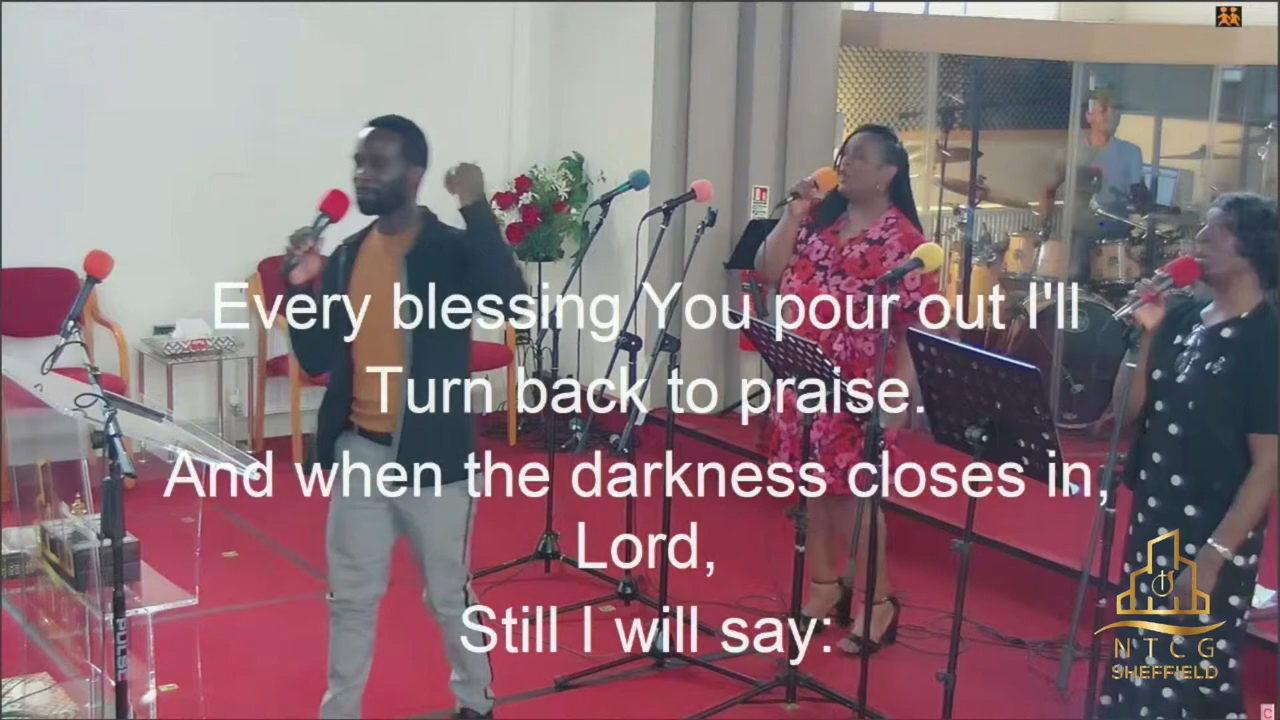 Every blessing You pour out I'll
Turn back to praise.
And when the darkness closes in,
Lord,
Still I will say:
NTCG
SHEFFIELD
PULSE